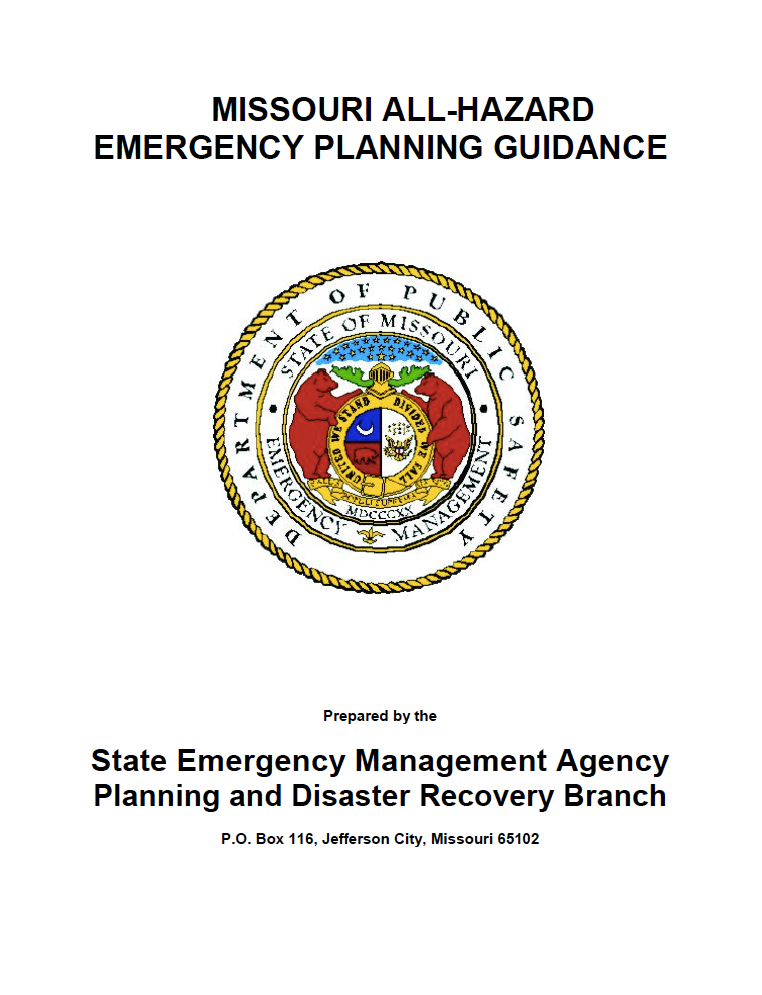 MISSOURI ALL-HAZARD
EMERGENCY PLANNING GUIDANCE
DEPARTMENT OF PUBLIC SAFETY
STATE OF MISSOURI
UNITED WE STAND DIVIDED WE FALL
MDCCCXX
EMERGENCY MANAGEMENT
Prepared by the
State Emergency Management Agency
Planning and Disaster Recovery Branch
P.O. Box 116, Jefferson City, Missouri 65102